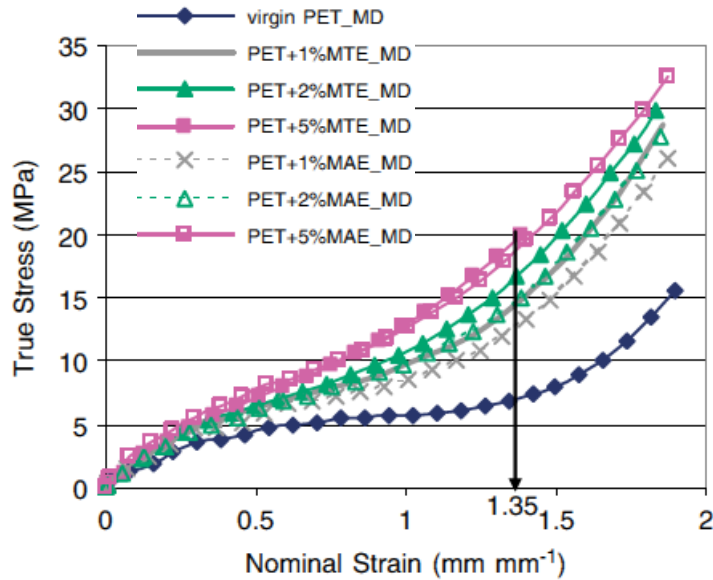 virgin PET_MD
PET+1%MTE_MD
PET+2%MTE_MD
PET+5%MTE_MD
PET+1%MAE_MD
PET+2%MAE_MD
PET+5%MAE_MD
True Stress (MPa)
35
30
25
20
15
10
5
0
0
0.5
1
1.35
1.5
2
Nominal Strain (mm mm⁻¹)